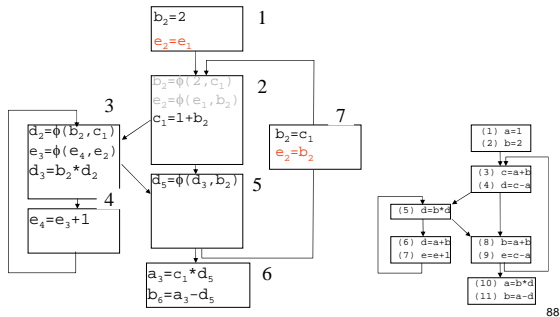 b₂=2
e₂=e₁
1
b₂=ϕ(2,c₁)
e₂=ϕ(e₁,b₂)
c₁=1+b₂
2
3
d₂=ϕ(b₂,c₁)
e₃=ϕ(e₄,e₂)
d₃=b₂*d₂
4
e₄=e₃+1
d₅=ϕ(d₃,b₂)
5
7
b₂=c₁
e₂=b₂
a₃=c₁*d₅
b₆=a₃-d₅
6
(1) a=1
(2) b=2
(3) c=a+b
(4) d=c-a
(5) d=b*d
(6) d=a+b
(7) e=e+1
(8) b=a+b
(9) e=c-a
(10) a=b*d
(11) b=a-d
88